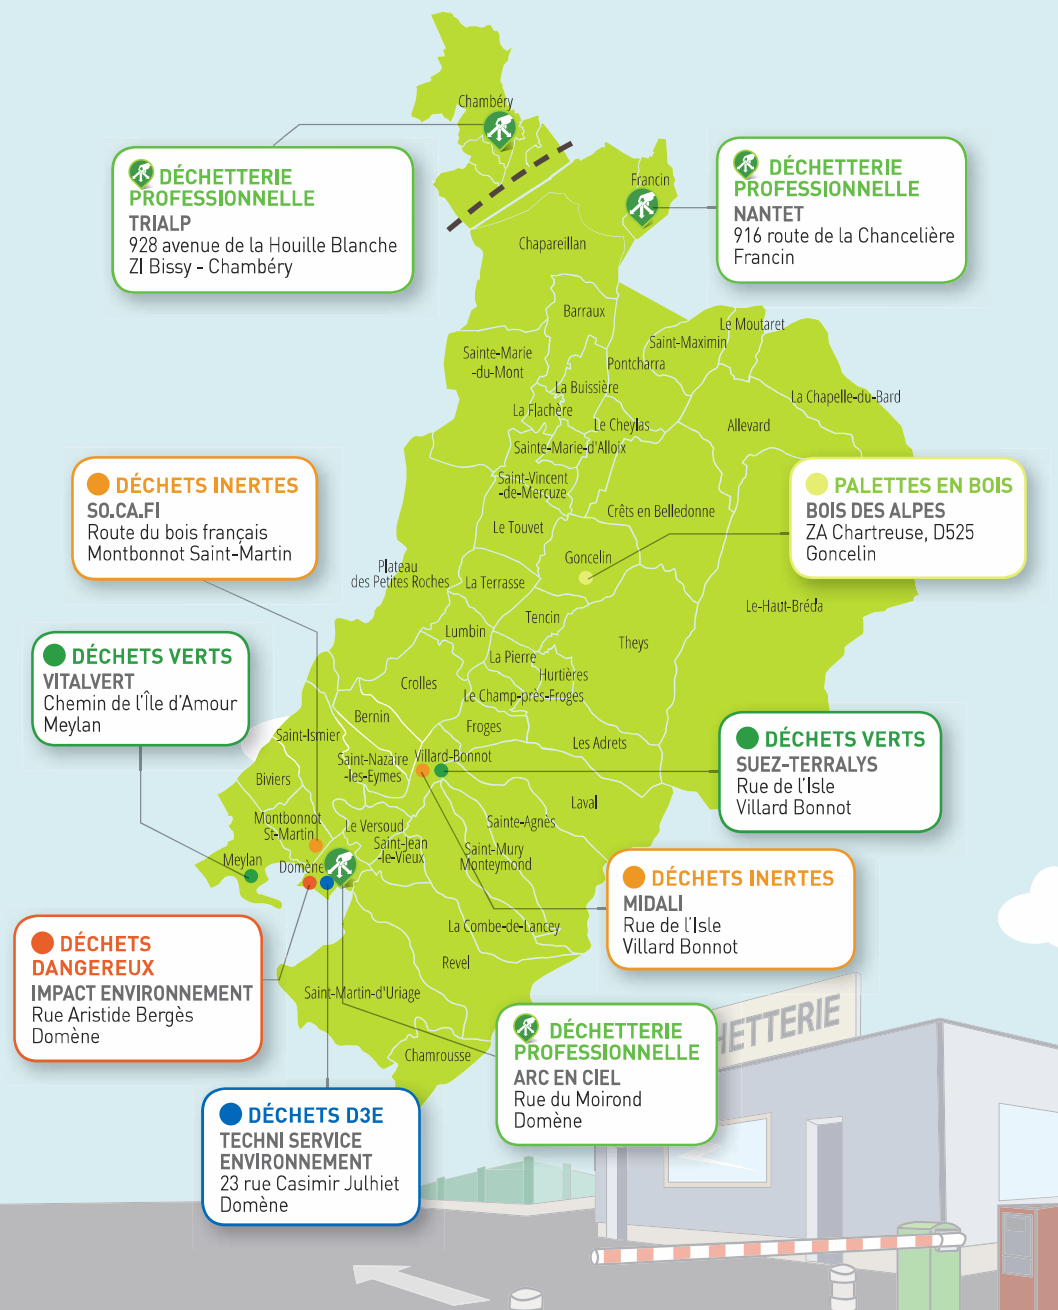 Chambéry
DÉCHETTERIE
PROFESSIONNELLE
TRIALP
928 avenue de la Houille Blanche
ZI Bissy - Chambéry
DÉCHETTERIE
PROFESSIONNELLE
NANTET
916 route de la Chancelière
Francin
Francin
Chapareillan
Barraux
Le Moutaret
Saint-Maximin
Sainte-Marie
-du-Mont
Pontcharra
La Buissière
La Chapelle-du-Bard
La Flachère
Le Cheylas
Allevard
Sainte-Marie-d'Alloix
Saint-Vincent
-de-Mercuze
Crêts en Belledonne
Le Touvet
DÉCHETS INERTES
SO.CA.FI
Route du bois français
Montbonnot Saint-Martin
PALETTES EN BOIS
BOIS DES ALPES
ZA Chartreuse, D525
Goncelin
Goncelin
Plateau
des Petites Roches
La Terrasse
Le-Haut-Bréda
Tencin
Lumbin
Theys
La Pierre
Hurtières
Crolles
Le Champ-près-Froges
DÉCHETS VERTS
VITALVERT
Chemin de l'Île d'Amour
Meylan
Bernin
Froges
Saint-Ismier
Les Adrets
Saint-Nazaire
-les-Eymes
Villard-Bonnot
Biviers
DÉCHETS VERTS
SUEZ-TERRALYS
Rue de l'Isle
Villard Bonnot
Laval
Montbonnot
St-Martin
Le Versoud
Sainte-Agnès
Saint-Jean
-le-Vieux
Saint-Mury
Monteymond
Meylan
Domène
DÉCHETS INERTES
MIDALI
Rue de l'Isle
Villard Bonnot
La Combe-de-Lancey
Revel
DÉCHETS
DANGEREUX
IMPACT ENVIRONNEMENT
Rue Aristide Bergès
Domène
Saint-Martin-d'Uriage
Chamrousse
DÉCHETTERIE
PROFESSIONNELLE
ARC EN CIEL
Rue du Moirond
Domène
HETTERIE
DÉCHETS D3E
TECHNI SERVICE
ENVIRONNEMENT
23 rue Casimir Julhiet
Domène